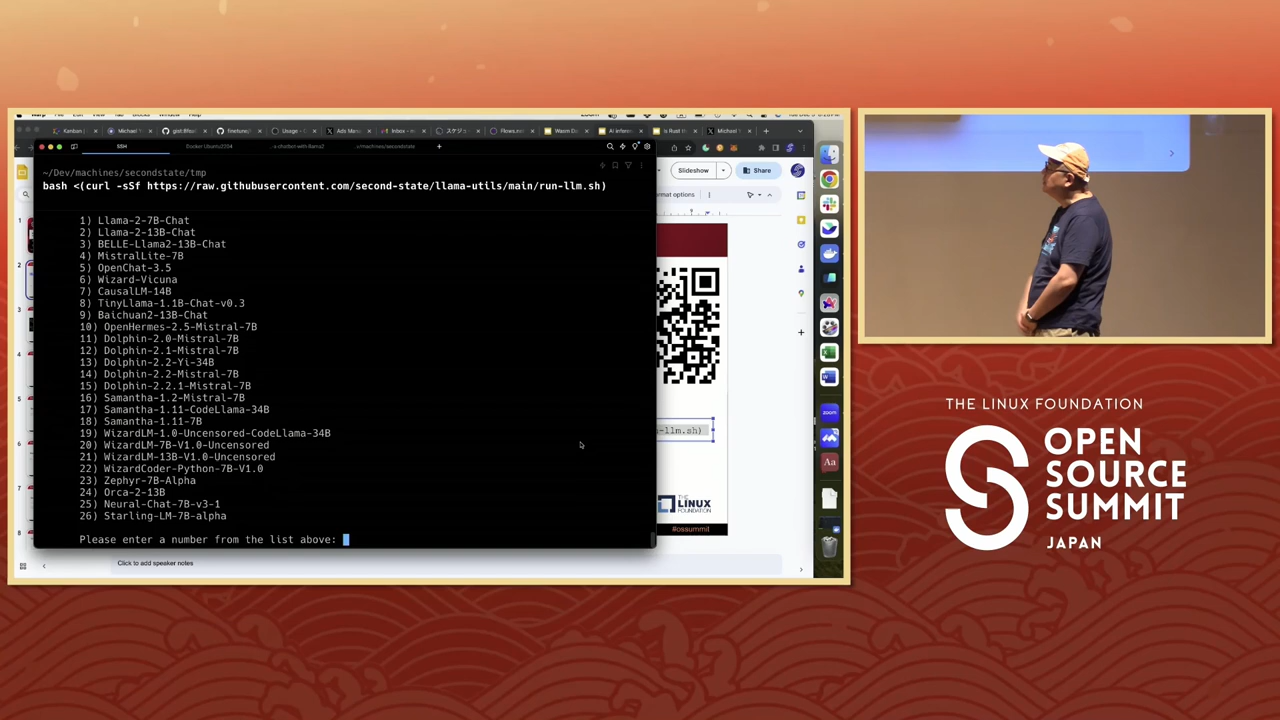 SSH
Docker Ubuntu2204
~/Dev/machines/secondstate/tmp
bash <(curl -sSf https://raw.githubusercontent.com/second-state/llama-utils/main/run-llm.sh)
1) Llama-2-7B-Chat
2) Llama-2-13B-Chat
3) BELLE-Llama2-13B-Chat
4) MistralLite-7B
5) OpenChat-3.5
6) Wizard-Vicuna
7) CausalLM-14B
8) TinyLlama-1.1B-Chat-v0.3
9) Baichuan2-13B-Chat
10) OpenHermes-2.5-Mistral-7B
11) Dolphin-2.0-Mistral-7B
12) Dolphin-2.1-Mistral-7B
13) Dolphin-2.2-Yi-34B
14) Dolphin-2.2-Mistral-7B
15) Dolphin-2.2.1-Mistral-7B
16) Samantha-1.2-Mistral-7B
17) Samantha-1.11-CodeLlama-34B
18) Samantha-1.11-7B
19) WizardLM-1.0-Uncensored-CodeLlama-34B
20) WizardLM-7B-V1.0-Uncensored
21) WizardLM-13B-V1.0-Uncensored
22) WizardCoder-Python-7B-V1.0
23) Zephyr-7B-Alpha
24) Orca-2-13B
25) Neural-Chat-7B-v3-1
26) Starling-LM-7B-alpha
Please enter a number from the list above:
Slideshow
Share
s-llm.sh)
THE LINUX FOUNDATION
#ossummit
Click to add speaker notes
THE LINUX FOUNDATION
OPEN
SOURCE
SUMMIT
JAPAN